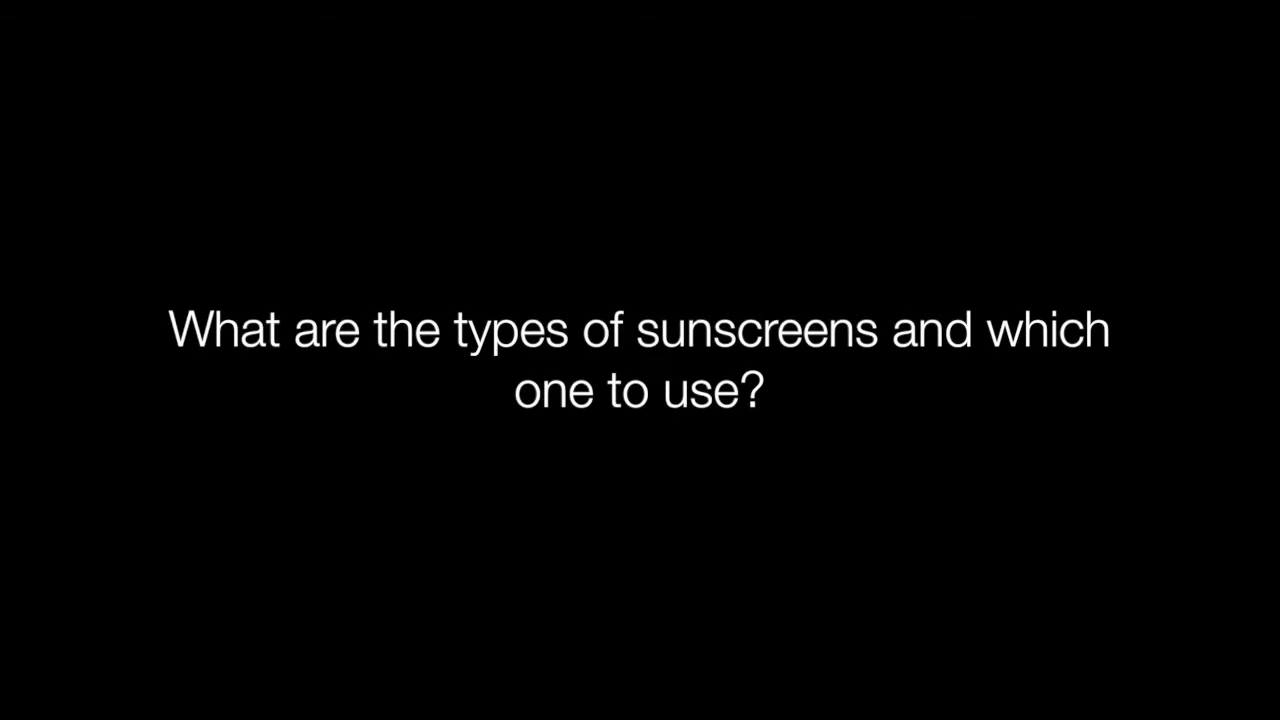 What are the types of sunscreens and which
one to use?